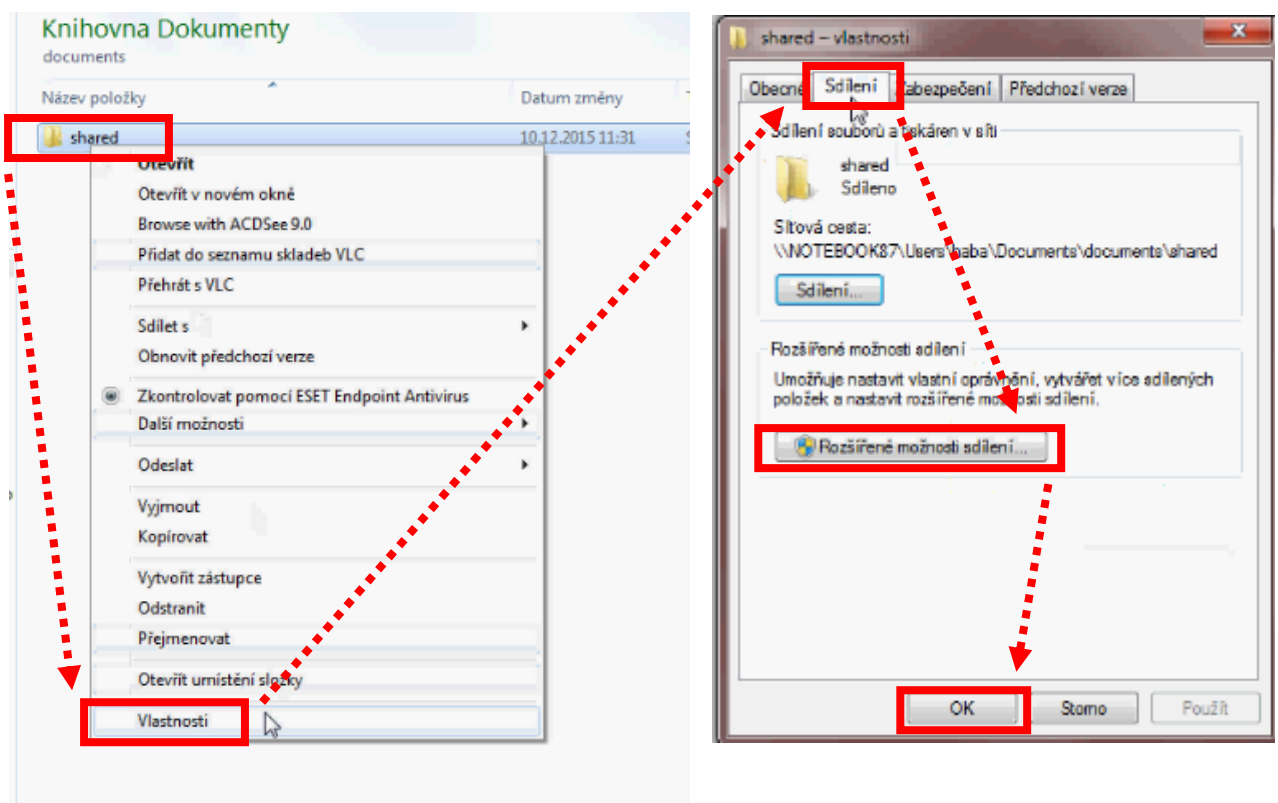 Knihovna Dokumenty
documents
Název položky
Datum změny
shared
10.12.2015 11:31
Otevřít
Otevřít v novém okně
Browse with ACDSee 9.0
Přidat do seznamu skladeb VLC
Přehrát s VLC
Sdílet s
Obnovit předchozí verze
Zkontrolovat pomocí ESET Endpoint Antivirus
Další možnosti
Odeslat
Vyjmout
Kopírovat
Vytvořit zástupce
Odstranit
Přejmenovat
Otevřít umístění složky
Vlastnosti
shared – vlastnosti
Obecné Sdílení Zabezpečení Předchozí verze
Sdílení souborů a tiskáren v síti
shared
Sdíleno
Síťová cesta:
\\NOTEBOOK87\Users\haba\Documents\documents\shared
Sdílení...
Rozšířené možnosti sdílení
Umožňuje nastavit vlastní oprávnění, vytvářet více sdílených
položek a nastavit rozšířené možnosti sdílení.
Rozšířené možnosti sdílení...
OK Storno Použít